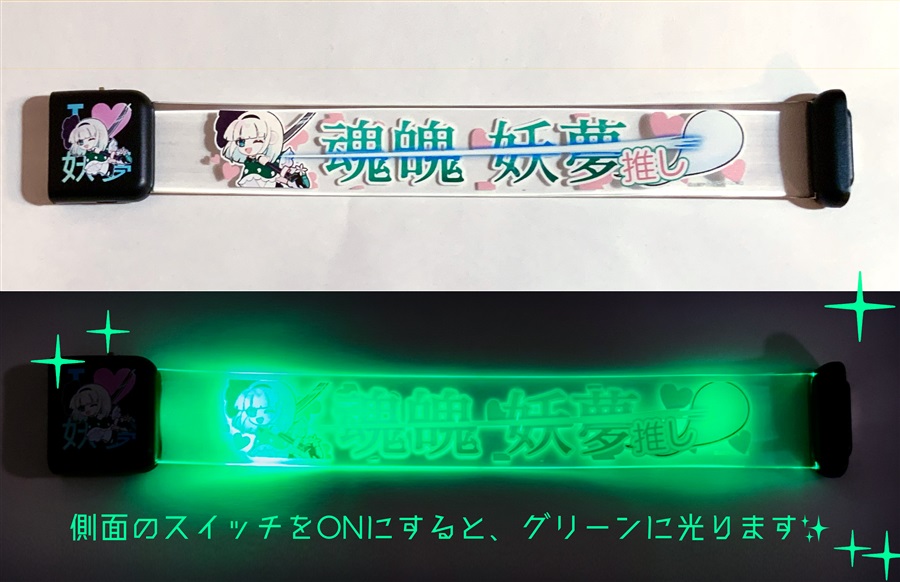 I
妖夢
魂魄 妖夢推し
妖夢
魂魄 妖夢推し
側面のスイッチをONにすると、グリーンに光ります